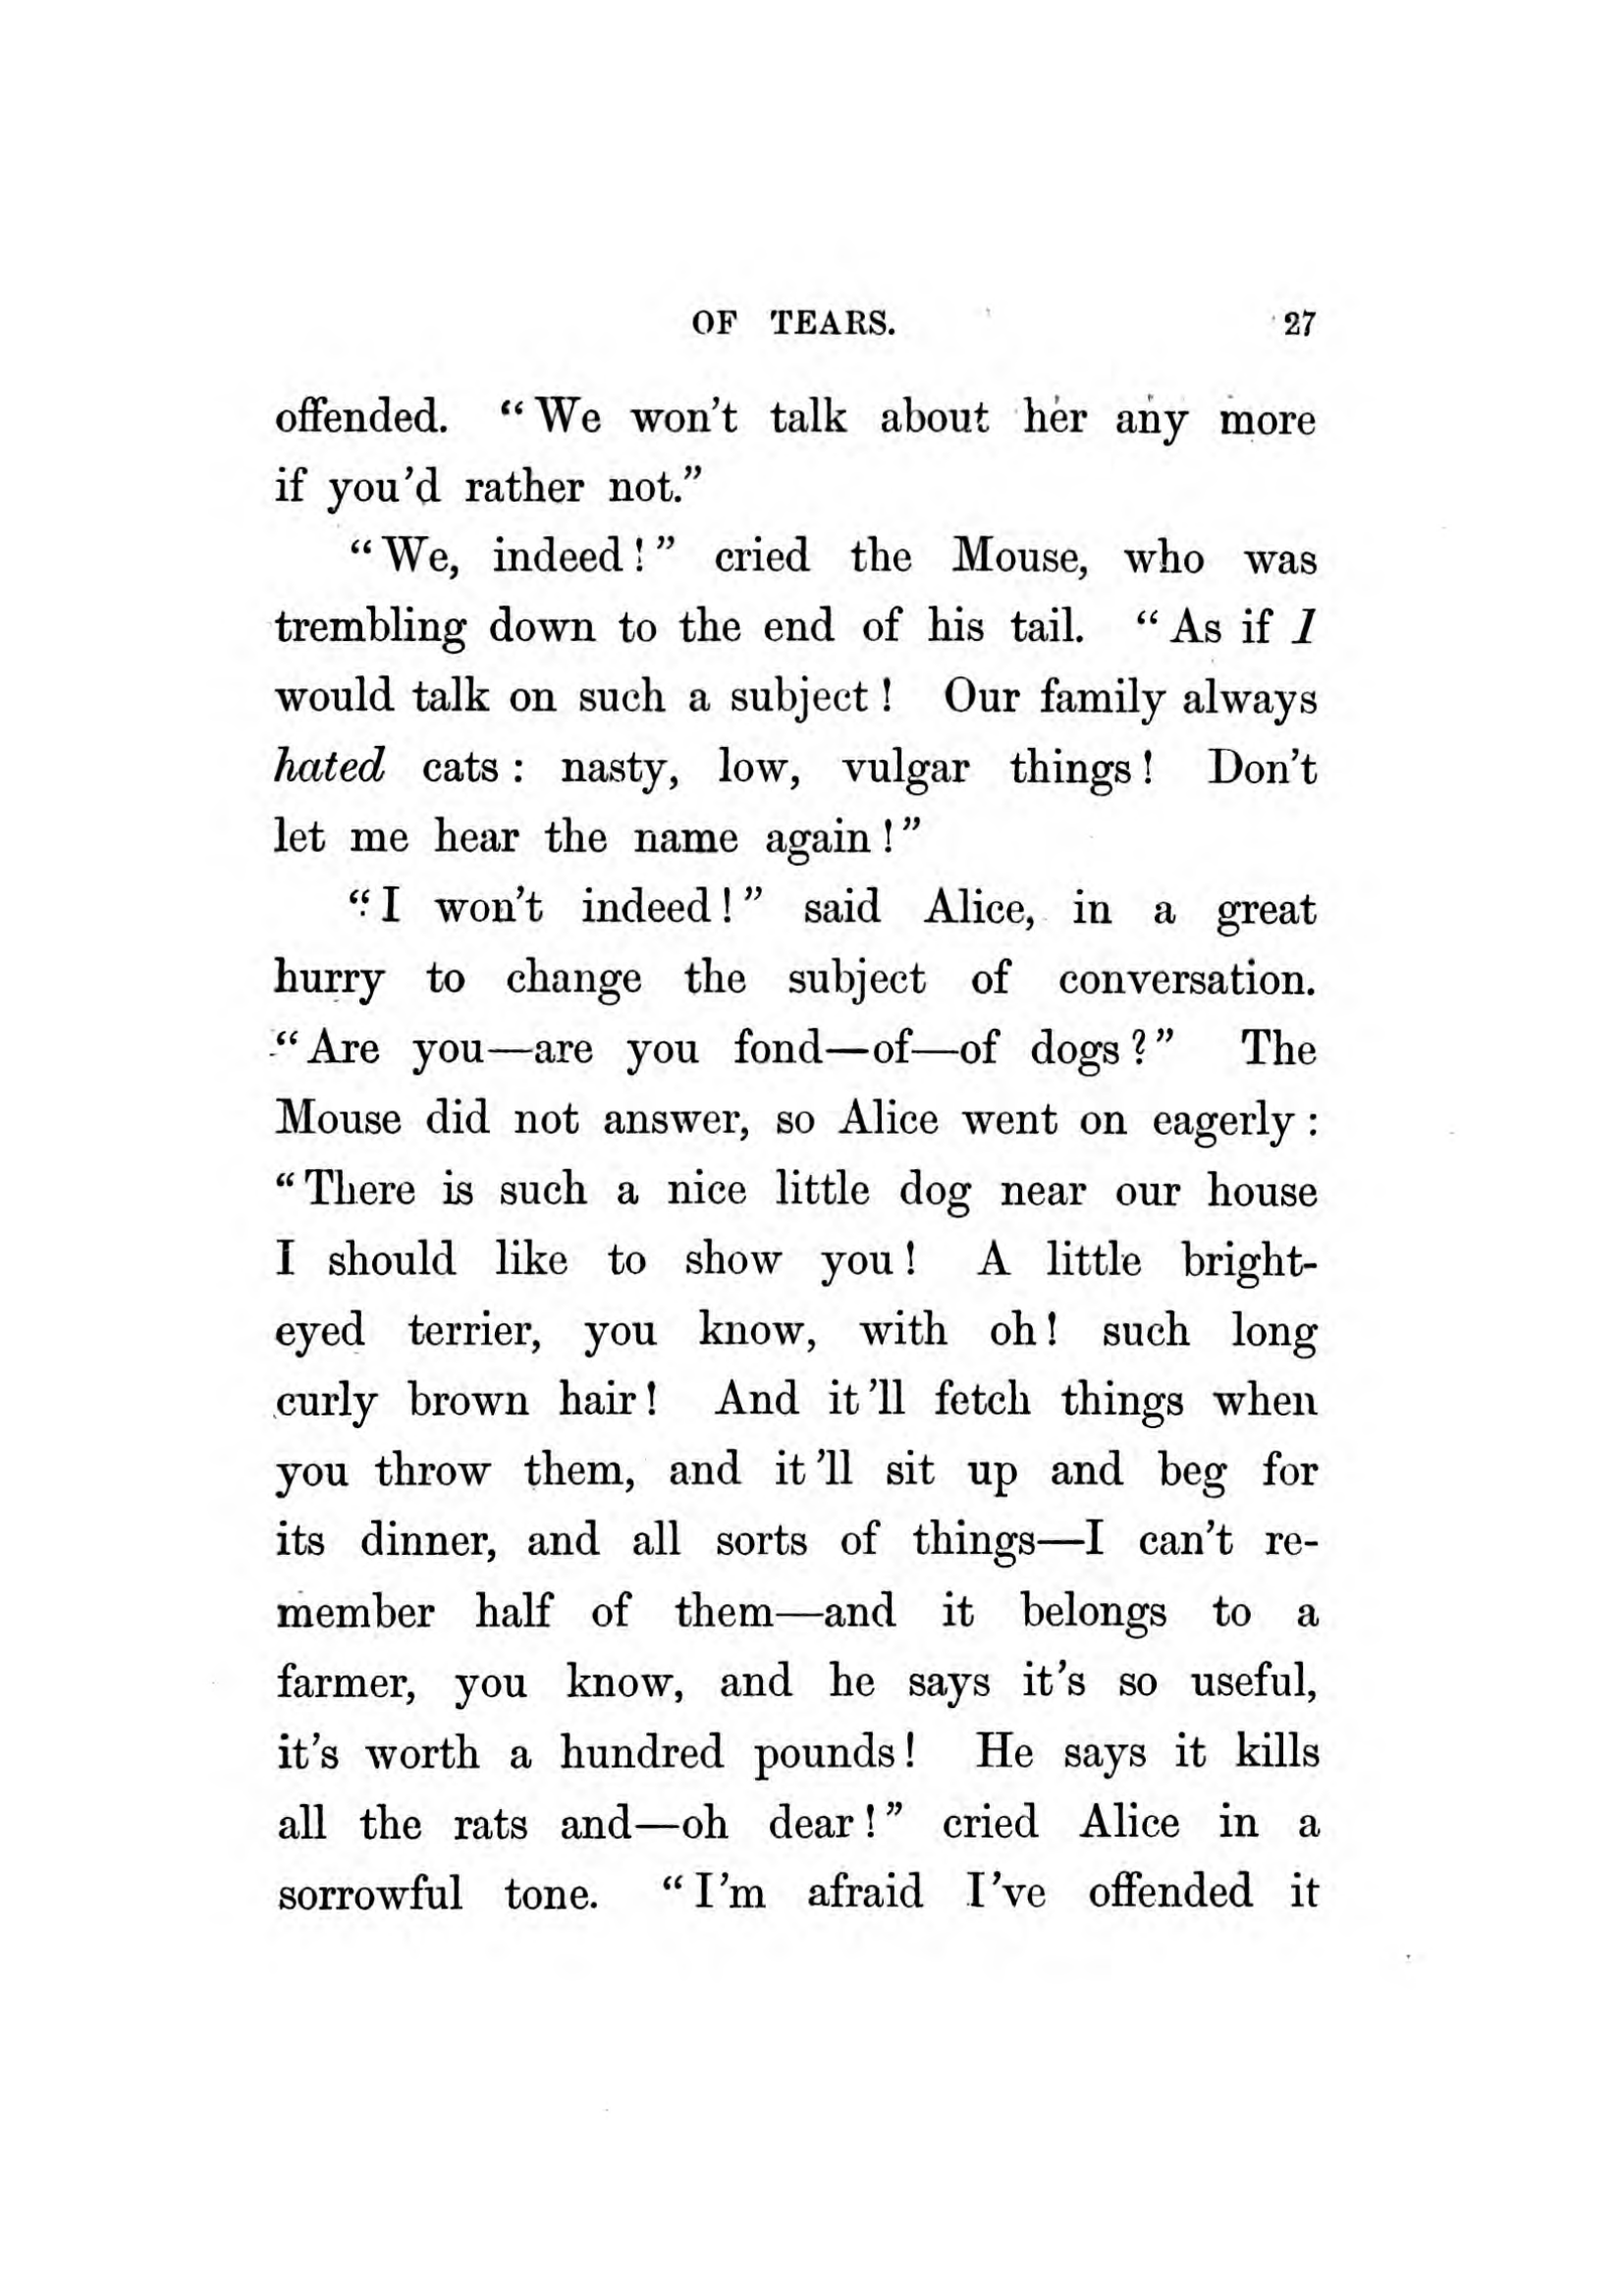 OF TEARS. 27
offended. “We won't talk about her any more
if you'd rather not.”
“We, indeed!” cried the Mouse, who was
trembling down to the end of his tail. “As if I
would talk on such a subject! Our family always
hated cats: nasty, low, vulgar things! Don't
let me hear the name again!”
“I won't indeed!” said Alice, in a great
hurry to change the subject of conversation.
“Are you—are you fond—of—of dogs?” The
Mouse did not answer, so Alice went on eagerly:
“There is such a nice little dog near our house
I should like to show you! A little bright-
eyed terrier, you know, with oh! such long
curly brown hair! And it'll fetch things when
you throw them, and it'll sit up and beg for
its dinner, and all sorts of things—I can't re-
member half of them—and it belongs to a
farmer, you know, and he says it's so useful,
it's worth a hundred pounds! He says it kills
all the rats and—oh dear!” cried Alice in a
sorrowful tone. “I'm afraid I've offended it